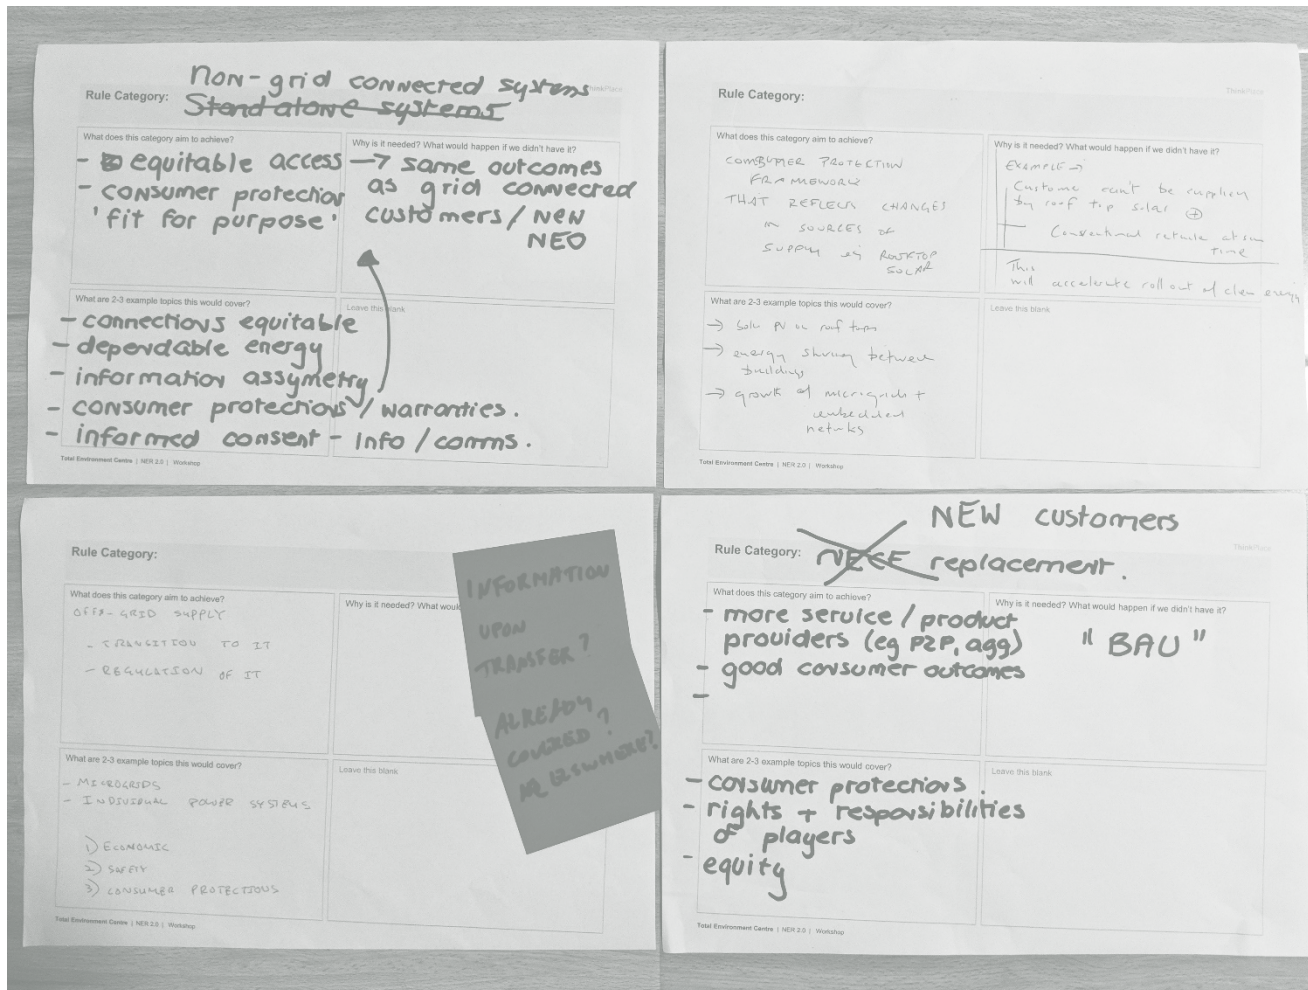 Non-grid connected systems
ThinkPlace
Rule Category: Stand alone systems
What does this category aim to achieve?
- equitable access
- consumer protection
'fit for purpose'
Why is it needed? What would happen if we didn't have it?
→ same outcomes
as grid connected
customers / NEW
NEO
What are 2-3 example topics this would cover?
- connections equitable
- dependable energy
- information assymetry
- consumer protections / warranties.
- informed consent - info / comms.
Leave this blank
Total Environment Centre | NER 2.0 | Workshop
Rule Category:
ThinkPlace
What does this category aim to achieve?
CONSUMER PROTECTION
FRAMEWORK
THAT REFLECTS CHANGES
IN SOURCES OF
SUPPLY eg ROOFTOP
SOLAR
Why is it needed? What would happen if we didn't have it?
EXAMPLE →
Customer can't be supplied
by roof top solar +
Conventional retailer at same
time
This
will accelerate roll out of clean energy
What are 2-3 example topics this would cover?
→ Solar PV on roof tops
→ energy sharing between
buildings
→ growth of microgrids +
embedded
networks
Leave this blank
Total Environment Centre | NER 2.0 | Workshop
Rule Category:
What does this category aim to achieve?
OFF-GRID SUPPLY
- TRANSITION TO IT
- REGULATION OF IT
Why is it needed? What woul
INFORMATION
UPON
TRANSFER?
ALREADY
COVERED?
ELSWHERE?
What are 2-3 example topics this would cover?
- MICROGRIDS
- INDIVIDUAL POWER SYSTEMS
1) ECONOMIC
2) SAFETY
3) CONSUMER PROTECTIONS
Leave this blank
Total Environment Centre | NER 2.0 | Workshop
NEW customers
ThinkPlace
Rule Category: NECF replacement.
What does this category aim to achieve?
- more service / product
providers (eg P2P, agg)
- good consumer outcomes
-
Why is it needed? What would happen if we didn't have it?
"BAU"
What are 2-3 example topics this would cover?
- consumer protections.
- rights + responsibilities
of players
- equity
Leave this blank
Total Environment Centre | NER 2.0 | Workshop